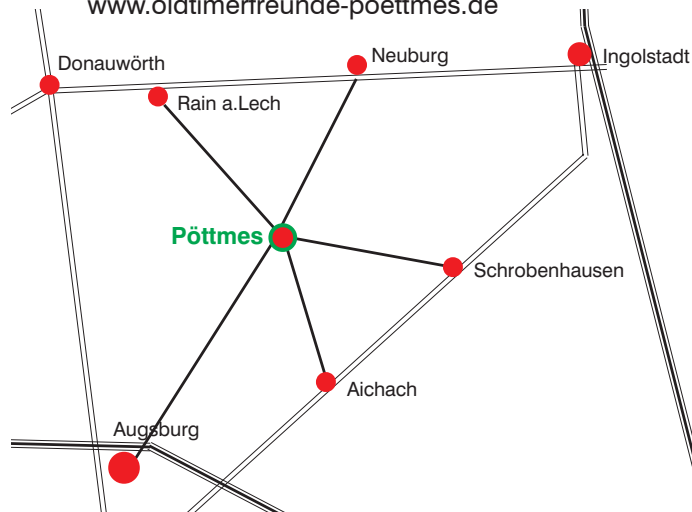 www.oldtimerfreunde-poettmes.de
Donauwörth
Neuburg
Ingolstadt
Rain a.Lech
Pöttmes
Schrobenhausen
Aichach
Augsburg